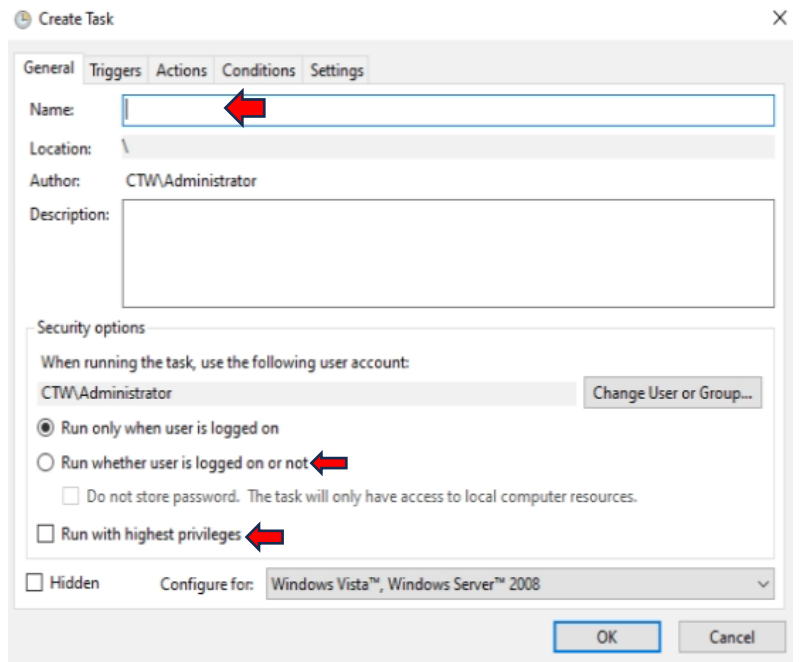 Create Task
General Triggers Actions Conditions Settings
Name:
Location: \
Author: CTW\Administrator
Description:
Security options
When running the task, use the following user account:
CTW\Administrator Change User or Group...
Run only when user is logged on
Run whether user is logged on or not
Do not store password. The task will only have access to local computer resources.
Run with highest privileges
Hidden Configure for: Windows Vista™, Windows Server™ 2008
OK Cancel